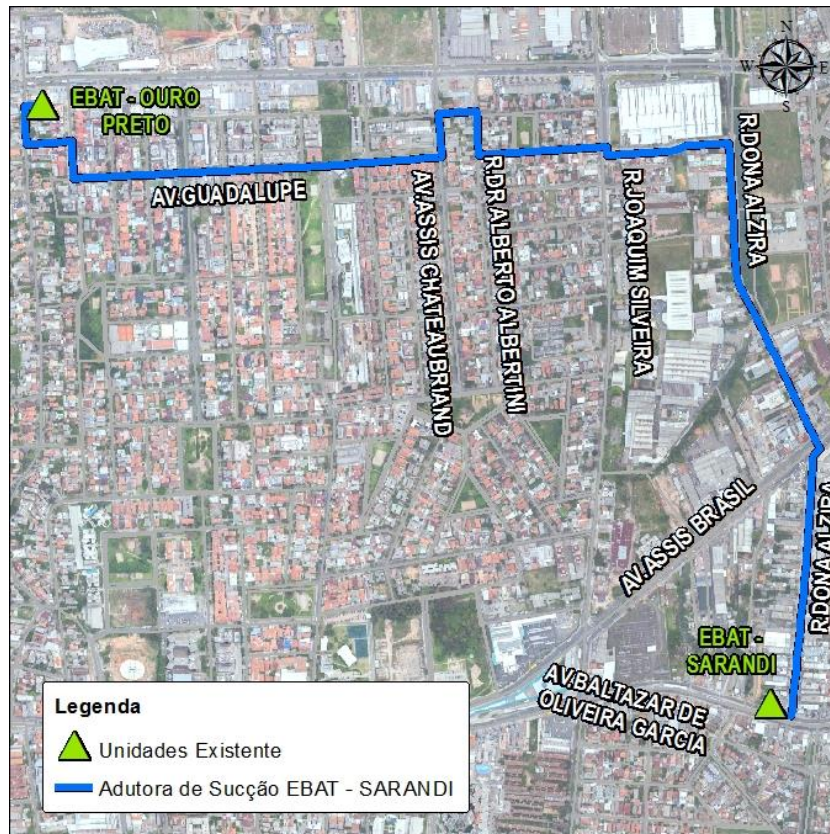 N
W E
S
EBAT - OURO
PRETO
AV.GUADALUPE
AV.ASSIS CHATEAUBRIAND
R.DR ALBERTO ALBERTINI
R.JOAQUIM SILVEIRA
R.DONA ALZIRA
AV.ASSIS BRASIL
R.DONA ALZIRA
EBAT -
SARANDI
AV.BALTAZAR DE
OLIVEIRA GARCIA
Legenda
Unidades Existente
Adutora de Sucção EBAT - SARANDI